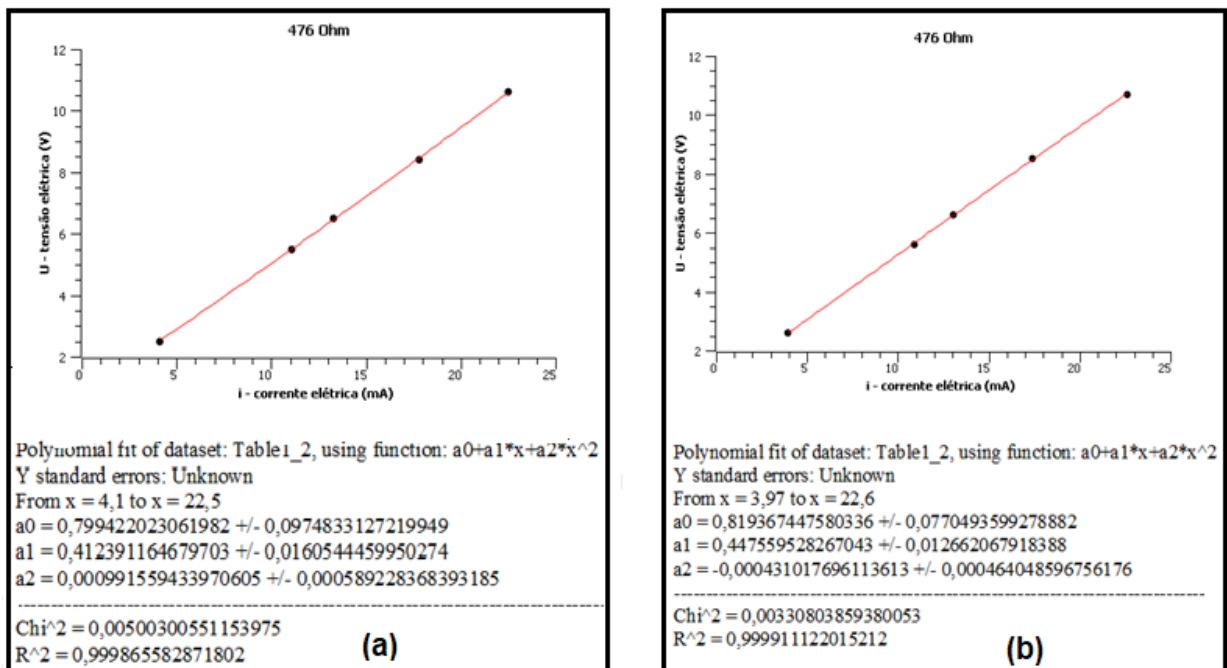 476 Ohm
12
10
8
6
4
2
U - tensão elétrica (V)
0
5
10
15
20
25
i - corrente elétrica (mA)
Polynomial fit of dataset: Table1_2, using function: a0+a1*x+a2*x^2
Y standard errors: Unknown
From x = 4,1 to x = 22,5
a0 = 0,799422023061982 +/- 0,0974833127219949
a1 = 0,412391164679703 +/- 0,0160544459950274
a2 = 0,000991559433970605 +/- 0,000589228368393185
Chi^2 = 0,00500300551153975
R^2 = 0,999865582871802
(a)
476 Ohm
12
10
8
6
4
2
U - tensão elétrica (V)
0
5
10
15
20
25
i - corrente elétrica (mA)
Polynomial fit of dataset: Table1_2, using function: a0+a1*x+a2*x^2
Y standard errors: Unknown
From x = 3,97 to x = 22,6
a0 = 0,819367447580336 +/- 0,0770493599278882
a1 = 0,447559528267043 +/- 0,012662067918388
a2 = -0,000431017696113613 +/- 0,000464048596756176
Chi^2 = 0,00330803859380053
R^2 = 0,999911122015212
(b)